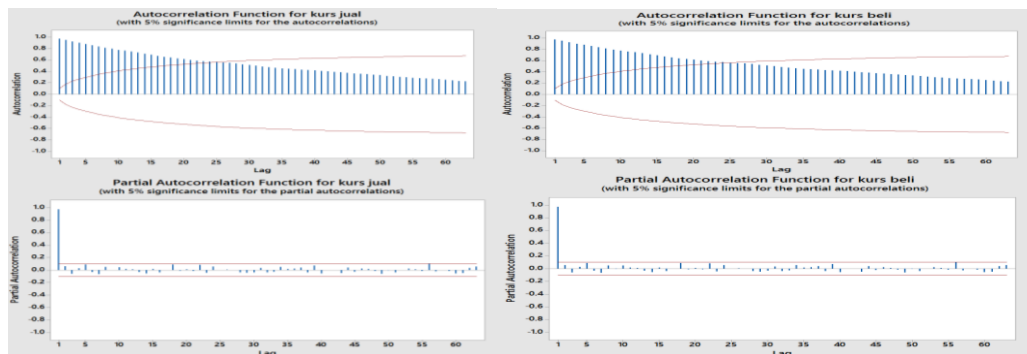 Autocorrelation Function for kurs jual
(with 5% significance limits for the autocorrelations)
Autocorrelation
1.0
0.8
0.6
0.4
0.2
0.0
-0.2
-0.4
-0.6
-0.8
-1.0
1 5 10 15 20 25 30 35 40 45 50 55 60
Lag
Autocorrelation Function for kurs beli
(with 5% significance limits for the autocorrelations)
Autocorrelation
1.0
0.8
0.6
0.4
0.2
0.0
-0.2
-0.4
-0.6
-0.8
-1.0
1 5 10 15 20 25 30 35 40 45 50 55 60
Lag
Partial Autocorrelation Function for kurs jual
(with 5% significance limits for the partial autocorrelations)
Partial Autocorrelation
1.0
0.8
0.6
0.4
0.2
0.0
-0.2
-0.4
-0.6
-0.8
-1.0
1 5 10 15 20 25 30 35 40 45 50 55 60
Lag
Partial Autocorrelation Function for kurs beli
(with 5% significance limits for the partial autocorrelations)
Partial Autocorrelation
1.0
0.8
0.6
0.4
0.2
0.0
-0.2
-0.4
-0.6
-0.8
-1.0
1 5 10 15 20 25 30 35 40 45 50 55 60
Lag